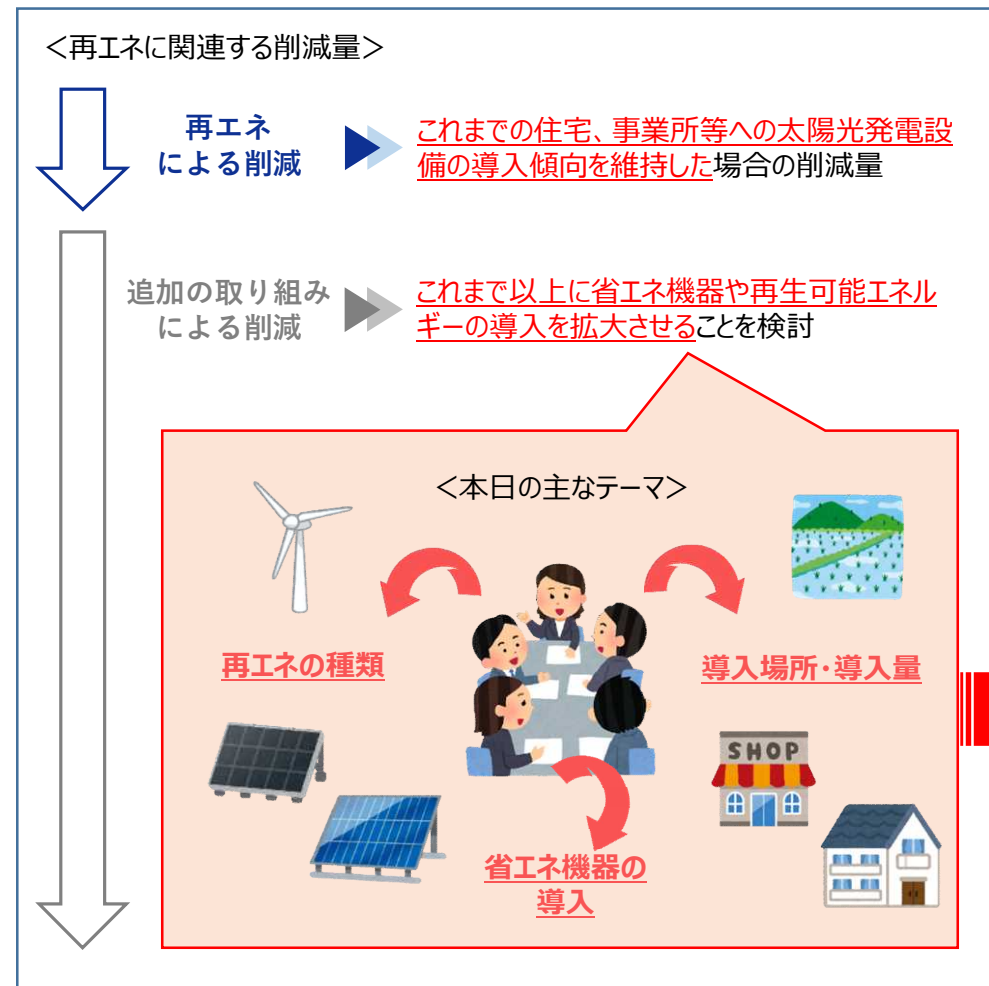 ＜再エネに関連する削減量＞
再エネ
による削減
これまでの住宅、事業所等への太陽光発電設
備の導入傾向を維持した場合の削減量
追加の取り組み
による削減
これまで以上に省エネ機器や再生可能エネル
ギーの導入を拡大させることを検討
＜本日の主なテーマ＞
再エネの種類
導入場所・導入量
SHOP
省エネ機器の
導入